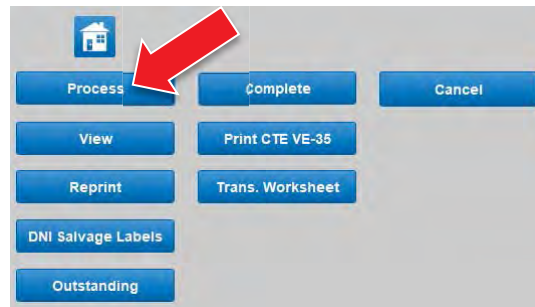 Process
Complete
Cancel
View
Print CTE VE-35
Reprint
Trans. Worksheet
DNI Salvage Labels
Outstanding